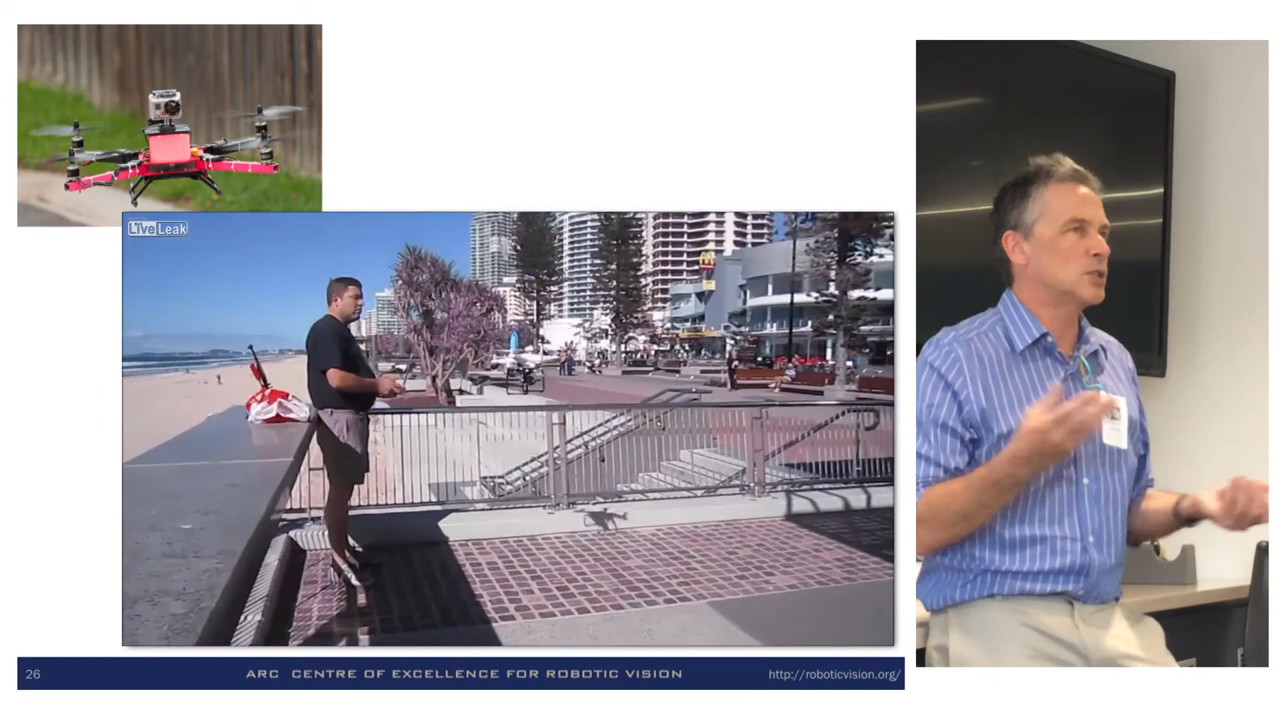 LiveLeak
26
ARC CENTRE OF EXCELLENCE FOR ROBOTIC VISION
http://roboticvision.org/